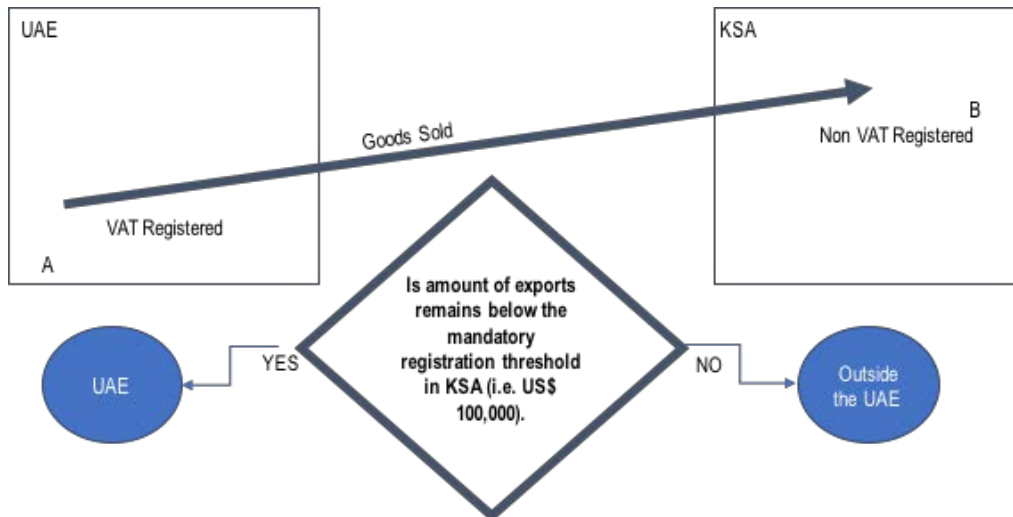 UAE
KSA
Goods Sold
B
Non VAT Registered
VAT Registered
A
Is amount of exports
remains below the
mandatory
registration threshold
in KSA (i.e. US$
100,000).
YES
NO
UAE
Outside
the UAE